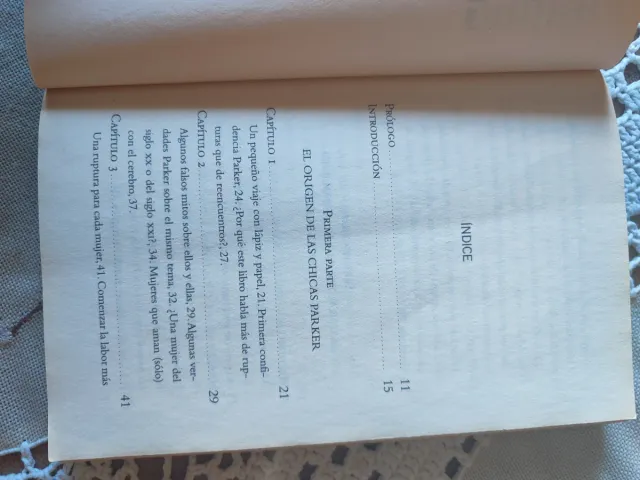 ÍNDICE
PRÓLOGO 11
INTRODUCCIÓN 15
PRIMERA PARTE
EL ORIGEN DE LAS CHICAS PARKER
CAPÍTULO 1 21
Un pequeño viaje con lápiz y papel, 21. Primera confi-
dencia Parker, 24. ¿Por qué este libro habla más de rup-
turas que de reencuentros?, 27.
CAPÍTULO 2 29
Algunos falsos mitos sobre ellos y ellas, 29. Algunas ver-
dades Parker sobre el mismo tema, 32. ¿Una mujer del
siglo XX o del siglo XXI?, 34. Mujeres que aman (sólo)
con el cerebro, 37.
CAPÍTULO 3 41
Una ruptura para cada mujer, 41. Comenzar la labor más